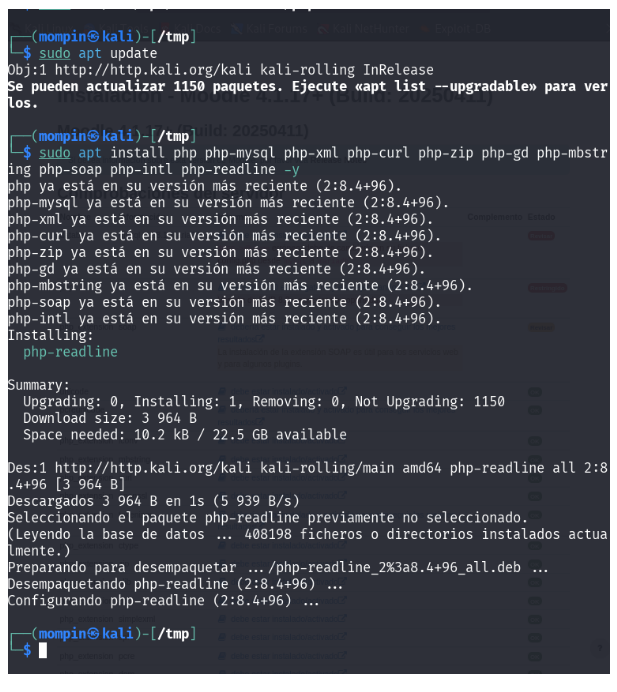 ┌──(mompin㉿kali)-[/tmp]
└─$ sudo apt update
Obj:1 http://http.kali.org/kali kali-rolling InRelease
Se pueden actualizar 1150 paquetes. Ejecute «apt list --upgradable» para ver
los.
┌──(mompin㉿kali)-[/tmp]
└─$ sudo apt install php php-mysql php-xml php-curl php-zip php-gd php-mbstr
ing php-soap php-intl php-readline -y
php ya está en su versión más reciente (2:8.4+96).
php-mysql ya está en su versión más reciente (2:8.4+96).
php-xml ya está en su versión más reciente (2:8.4+96).
php-curl ya está en su versión más reciente (2:8.4+96).
php-zip ya está en su versión más reciente (2:8.4+96).
php-gd ya está en su versión más reciente (2:8.4+96).
php-mbstring ya está en su versión más reciente (2:8.4+96).
php-soap ya está en su versión más reciente (2:8.4+96).
php-intl ya está en su versión más reciente (2:8.4+96).
Installing:
  php-readline
Summary:
  Upgrading: 0, Installing: 1, Removing: 0, Not Upgrading: 1150
  Download size: 3 964 B
  Space needed: 10.2 kB / 22.5 GB available
Des:1 http://http.kali.org/kali kali-rolling/main amd64 php-readline all 2:8
.4+96 [3 964 B]
Descargados 3 964 B en 1s (5 939 B/s)
Seleccionando el paquete php-readline previamente no seleccionado.
(Leyendo la base de datos ... 408198 ficheros o directorios instalados actua
lmente.)
Preparando para desempaquetar .../php-readline_2%3a8.4+96_all.deb ...
Desempaquetando php-readline (2:8.4+96) ...
Configurando php-readline (2:8.4+96) ...
┌──(mompin㉿kali)-[/tmp]
└─$
Instalación - Moodle 4.1.17+ (Build: 20250411)